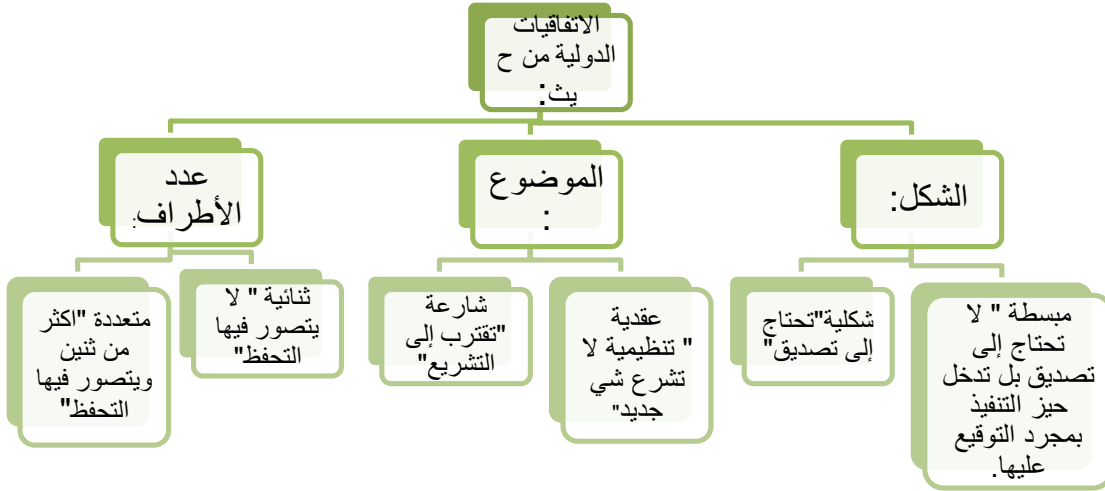 الاتفاقيات
الدولية من ح
يث:
الشكل:
الموضوع
:
عدد
الأطراف:
مبسطة " لا
تحتاج إلى
تصديق بل تدخل
حيز التنفيذ
بمجرد التوقيع
عليها.
شكلية"تحتاج
إلى تصديق"
عقدية
" تنظيمية لا
تشرع شي
جديد"
شارعة
"تقترب إلى
التشريع"
ثنائية " لا
يتصور فيها
التحفظ"
متعددة "اكثر
من ثنين
ويتصور فيها
التحفظ"